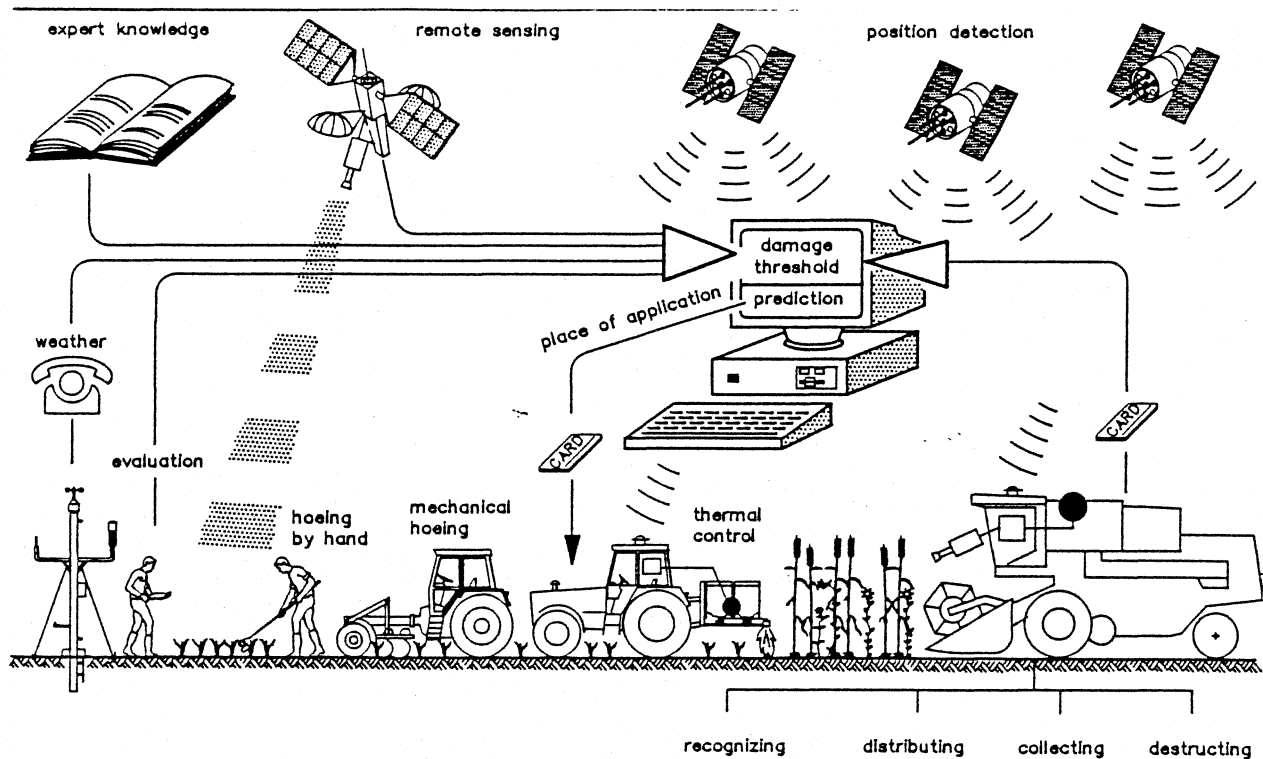 expert knowledge
remote sensing
position detection
damage
threshold
prediction
place of application
weather
CARD
CARD
evaluation
hoeing
by hand
mechanical
hoeing
thermal
control
recognizing
distributing
collecting
destructing